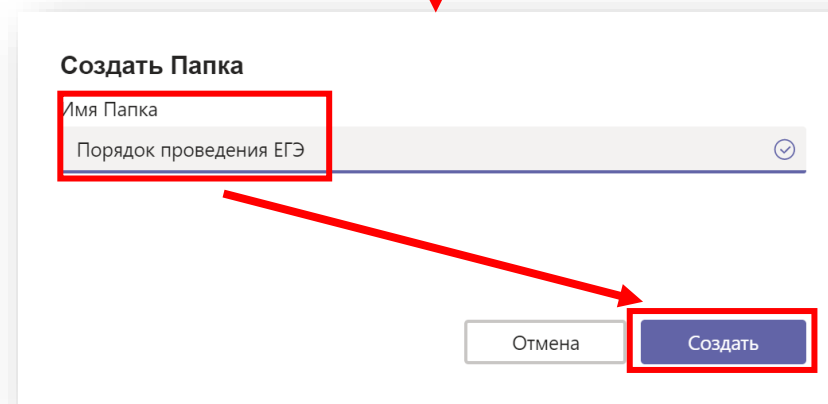 Создать Папка
Имя Папка
Порядок проведения ЕГЭ
Отмена
Создать